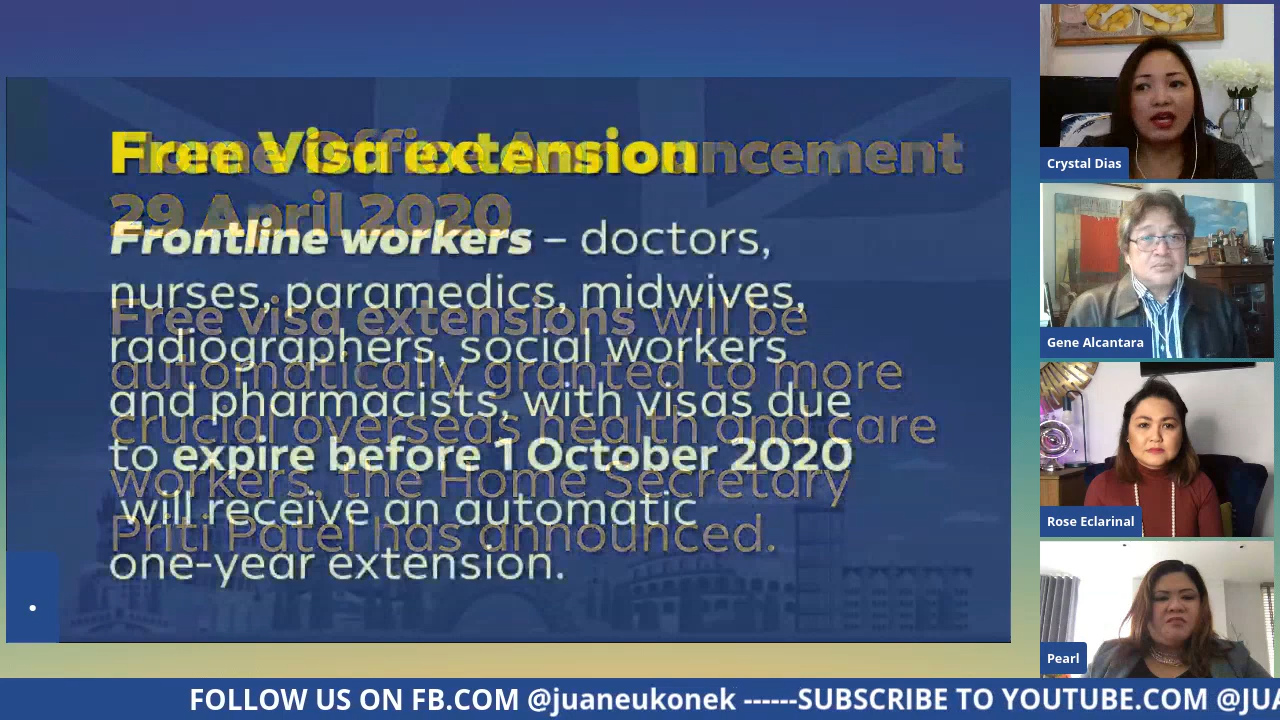 Free Visa extension
Frontline workers – doctors,
nurses, paramedics, midwives,
radiographers, social workers
and pharmacists, with visas due
to expire before 1 October 2020
will receive an automatic
one-year extension.
Home Office Announcement
29 April 2020
Free visa extensions will be
automatically granted to more
crucial overseas health and care
workers, the Home Secretary
Priti Patel has announced.
Crystal Dias
Gene Alcantara
Rose Eclarinal
Pearl
FOLLOW US ON FB.COM @juaneukonek ------SUBSCRIBE TO YOUTUBE.COM @JUA